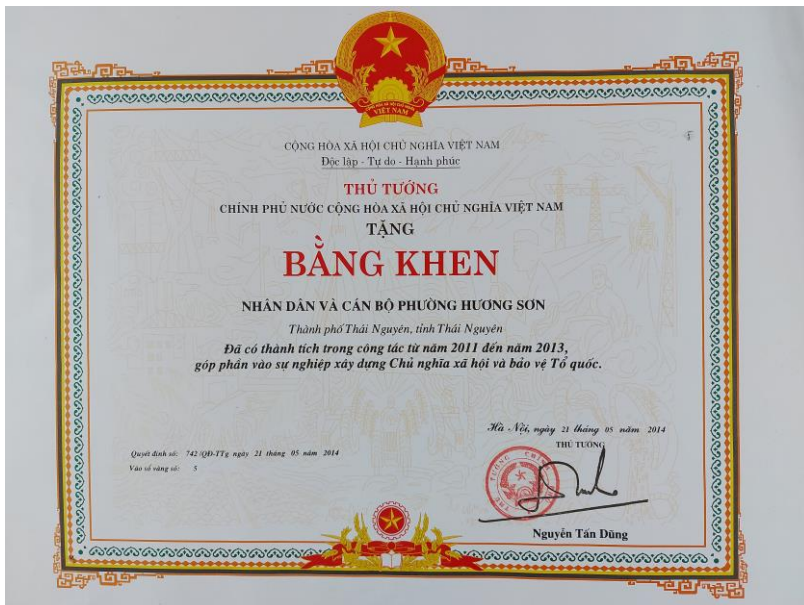 CỘNG HÒA XÃ HỘI CHỦ NGHĨA VIỆT NAM
Độc lập - Tự do - Hạnh phúc
THỦ TƯỚNG
CHÍNH PHỦ NƯỚC CỘNG HÒA XÃ HỘI CHỦ NGHĨA VIỆT NAM
TẶNG
BẰNG KHEN
NHÂN DÂN VÀ CÁN BỘ PHƯỜNG HƯƠNG SƠN
Thành phố Thái Nguyên, tỉnh Thái Nguyên
Đã có thành tích trong công tác từ năm 2011 đến năm 2013,
góp phần vào sự nghiệp xây dựng Chủ nghĩa xã hội và bảo vệ Tổ quốc.
Hà Nội, ngày 21 tháng 05 năm 2014
THỦ TƯỚNG
Quyết định số: 742/QĐ-TTg ngày 21 tháng 05 năm 2014
Vào sổ vàng số: 5
Nguyễn Tấn Dũng